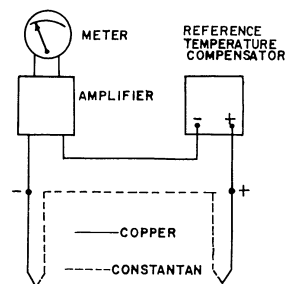 METER
REFERENCE
TEMPERATURE
COMPENSATOR
AMPLIFIER
- +
- +
COPPER
CONSTANTAN